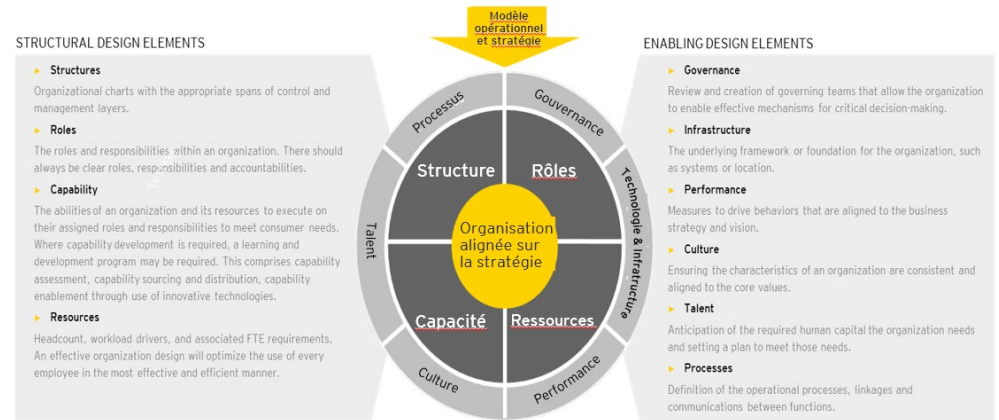 Modèle
opérationnel
et stratégie
STRUCTURAL DESIGN ELEMENTS
► Structures
Organizational charts with the appropriate spans of control and
management layers.
► Roles
The roles and responsibilities within an organization. There should
always be clear roles, responsibilities and accountabilities.
► Capability
The abilities of an organization and its resources to execute on
their assigned roles and responsibilities to meet consumer needs.
Where capability development is required, a learning and
development program may be required. This comprises capability
assessment, capability sourcing and distribution, capability
enablement through use of innovative technologies.
► Resources
Headcount, workload drivers, and associated FTE requirements.
An effective organization design will optimize the use of every
employee in the most effective and efficient manner.
Processus
Gouvernance
Talent
Technologie & Infratructure
Culture
Performance
Structure
Rôles
Organisation
alignée sur
la stratégie
Capacité
Ressources
ENABLING DESIGN ELEMENTS
► Governance
Review and creation of governing teams that allow the organization
to enable effective mechanisms for critical decision-making.
► Infrastructure
The underlying framework or foundation for the organization, such
as systems or location.
► Performance
Measures to drive behaviors that are aligned to the business
strategy and vision.
► Culture
Ensuring the characteristics of an organization are consistent and
aligned to the core values.
► Talent
Anticipation of the required human capital the organization needs
and setting a plan to meet those needs.
► Processes
Definition of the operational processes, linkages and
communications between functions.